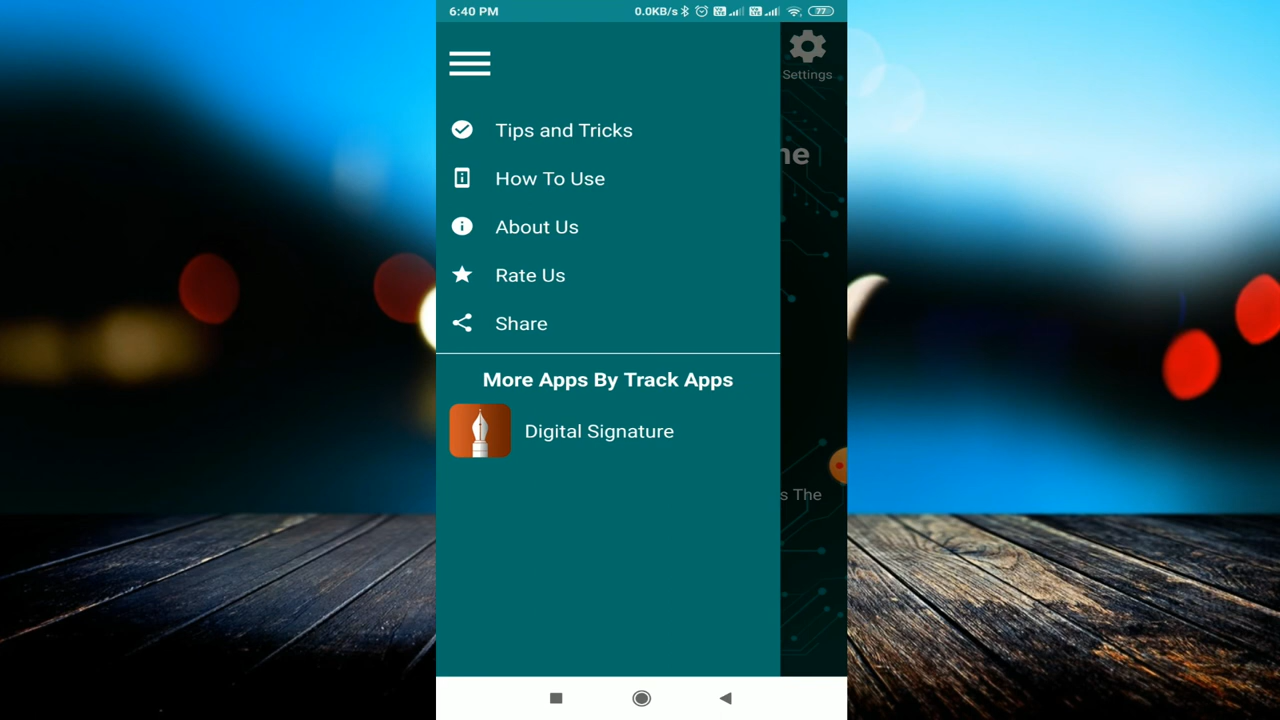 6:40 PM
0.0KB/s
77
Settings
Tips and Tricks
How To Use
About Us
Rate Us
Share
More Apps By Track Apps
Digital Signature
s The